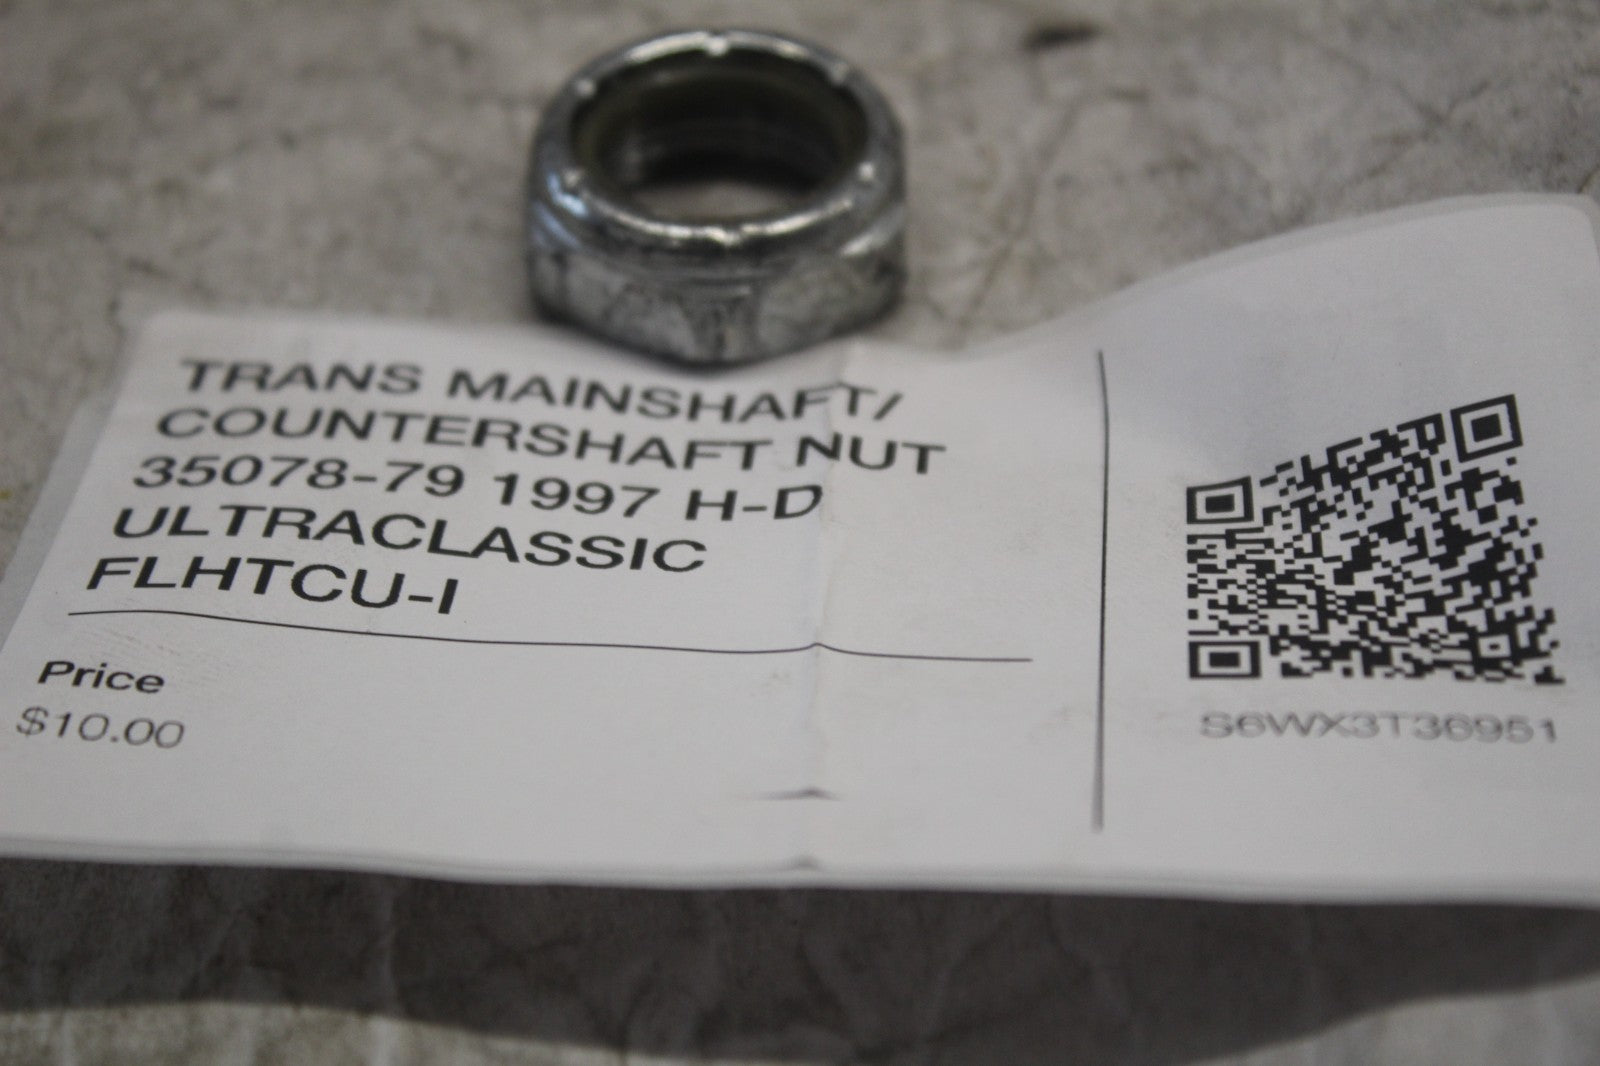 TRANS MAINSHAFT/
COUNTERSHAFT NUT
35078-79 1997 H-D
ULTRACLASSIC
FLHTCU-I
Price
$10.00
S6WX3T36951